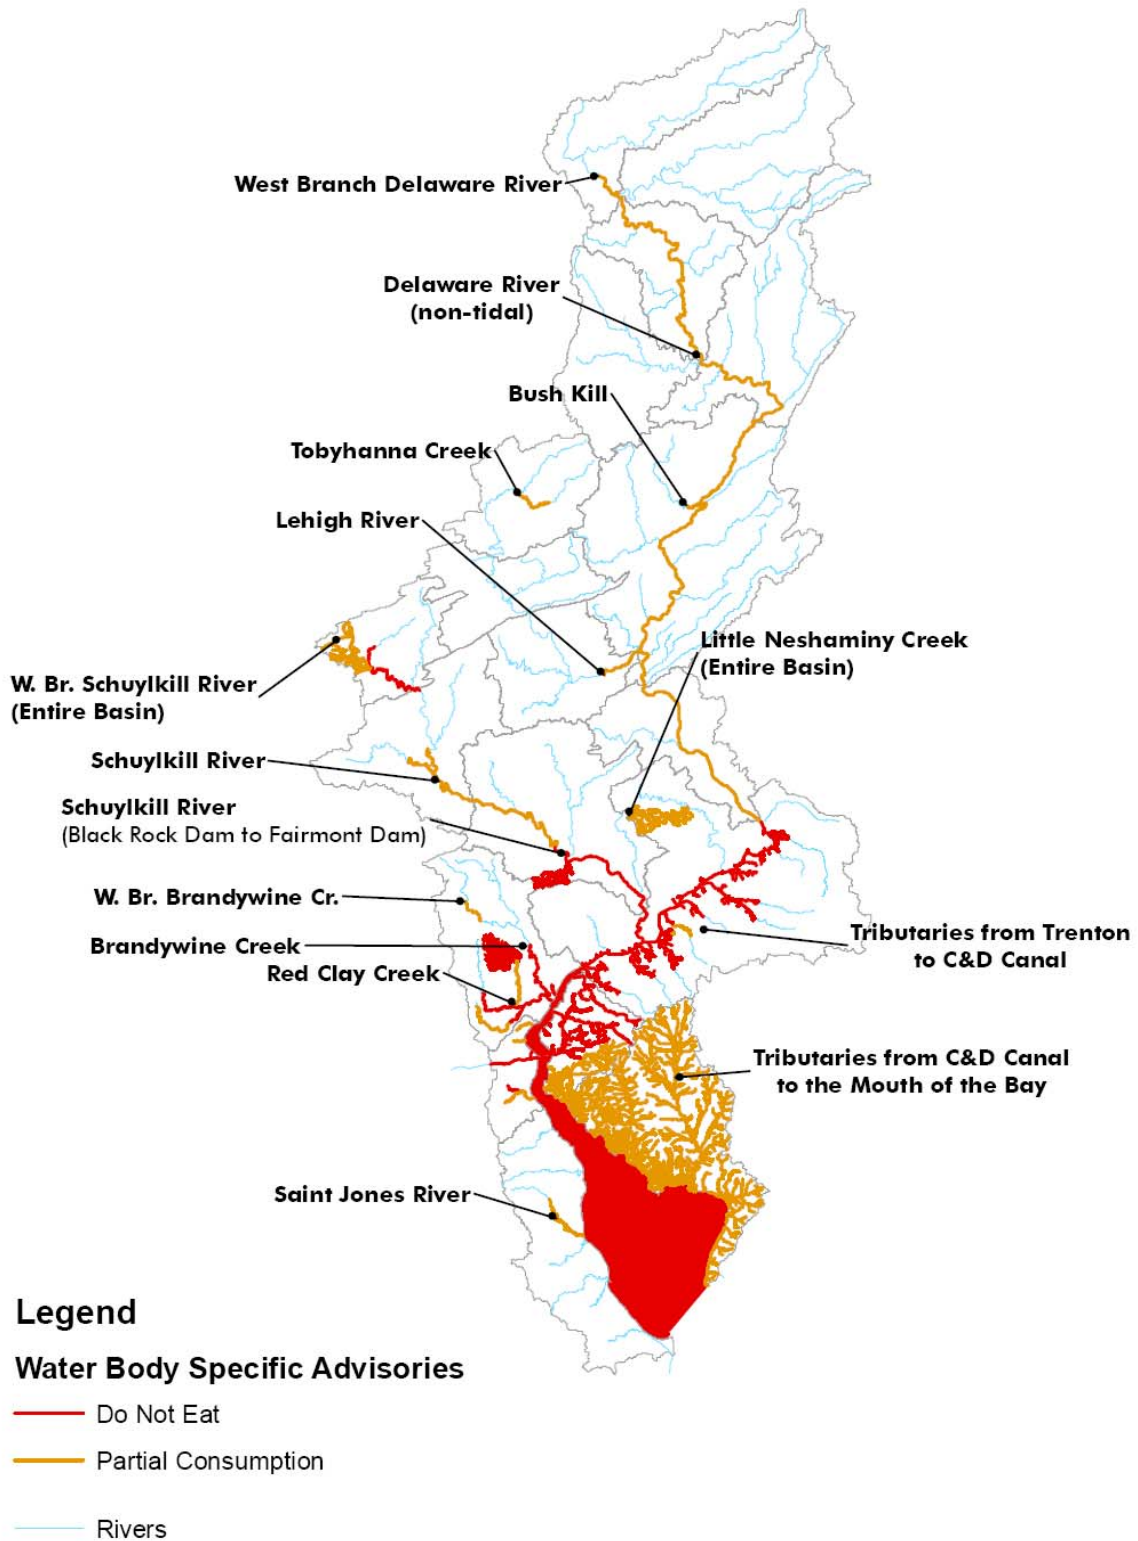 West Branch Delaware River
Delaware River
(non-tidal)
Bush Kill
Tobyhanna Creek
Lehigh River
Little Neshaminy Creek
(Entire Basin)
W. Br. Schuylkill River
(Entire Basin)
Schuylkill River
Schuylkill River
(Black Rock Dam to Fairmont Dam)
W. Br. Brandywine Cr.
Brandywine Creek
Red Clay Creek
Tributaries from Trenton
to C&D Canal
Tributaries from C&D Canal
to the Mouth of the Bay
Saint Jones River
Legend
Water Body Specific Advisories
Do Not Eat
Partial Consumption
Rivers